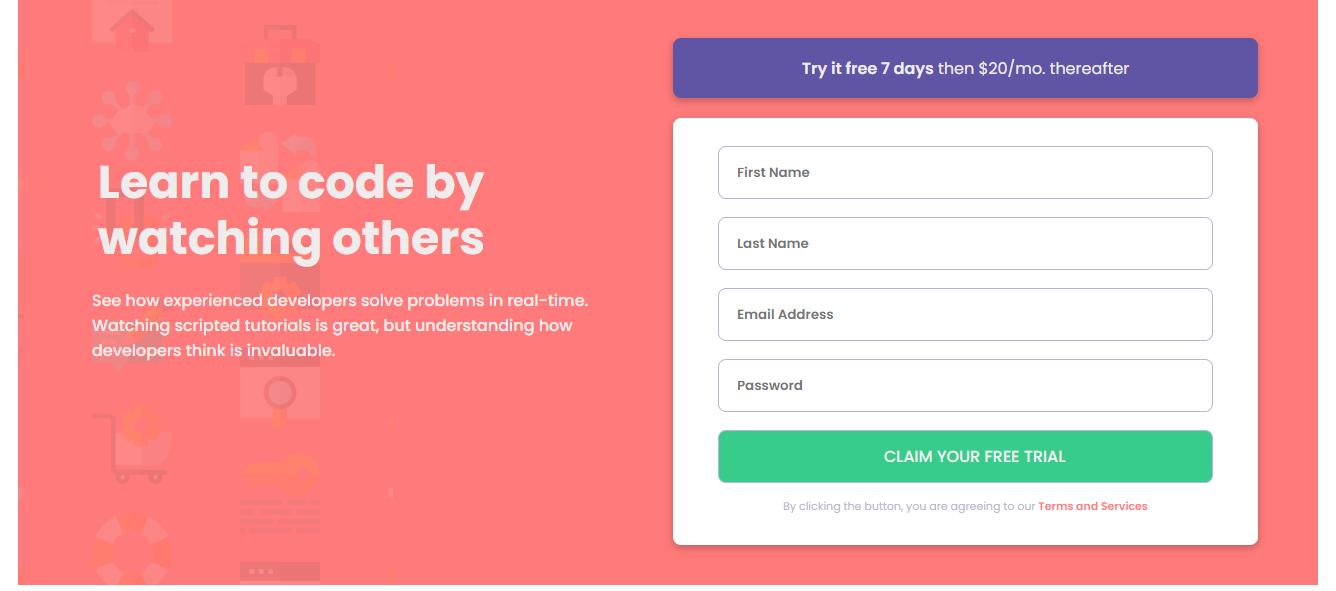 Learn to code by
watching others
See how experienced developers solve problems in real-time.
Watching scripted tutorials is great, but understanding how
developers think is invaluable.
Try it free 7 days then $20/mo. thereafter
First Name
Last Name
Email Address
Password
CLAIM YOUR FREE TRIAL
By clicking the button, you are agreeing to our Terms and Services